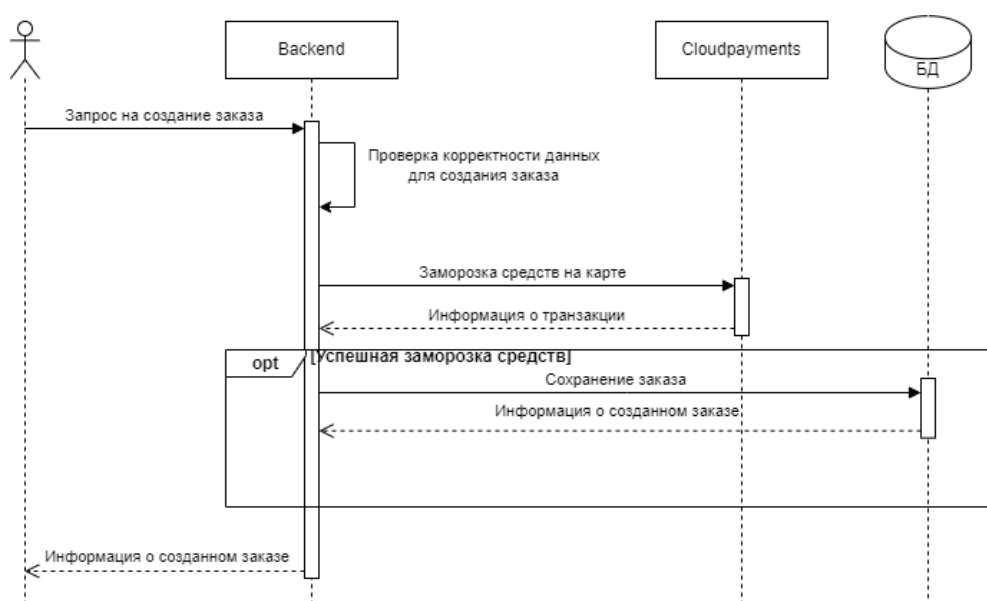 Backend
Cloudpayments
БД
Запрос на создание заказа
Проверка корректности данных
для создания заказа
Заморозка средств на карте
Информация о транзакции
opt
[Успешная заморозка средств]
Сохранение заказа
Информация о созданном заказе
Информация о созданном заказе